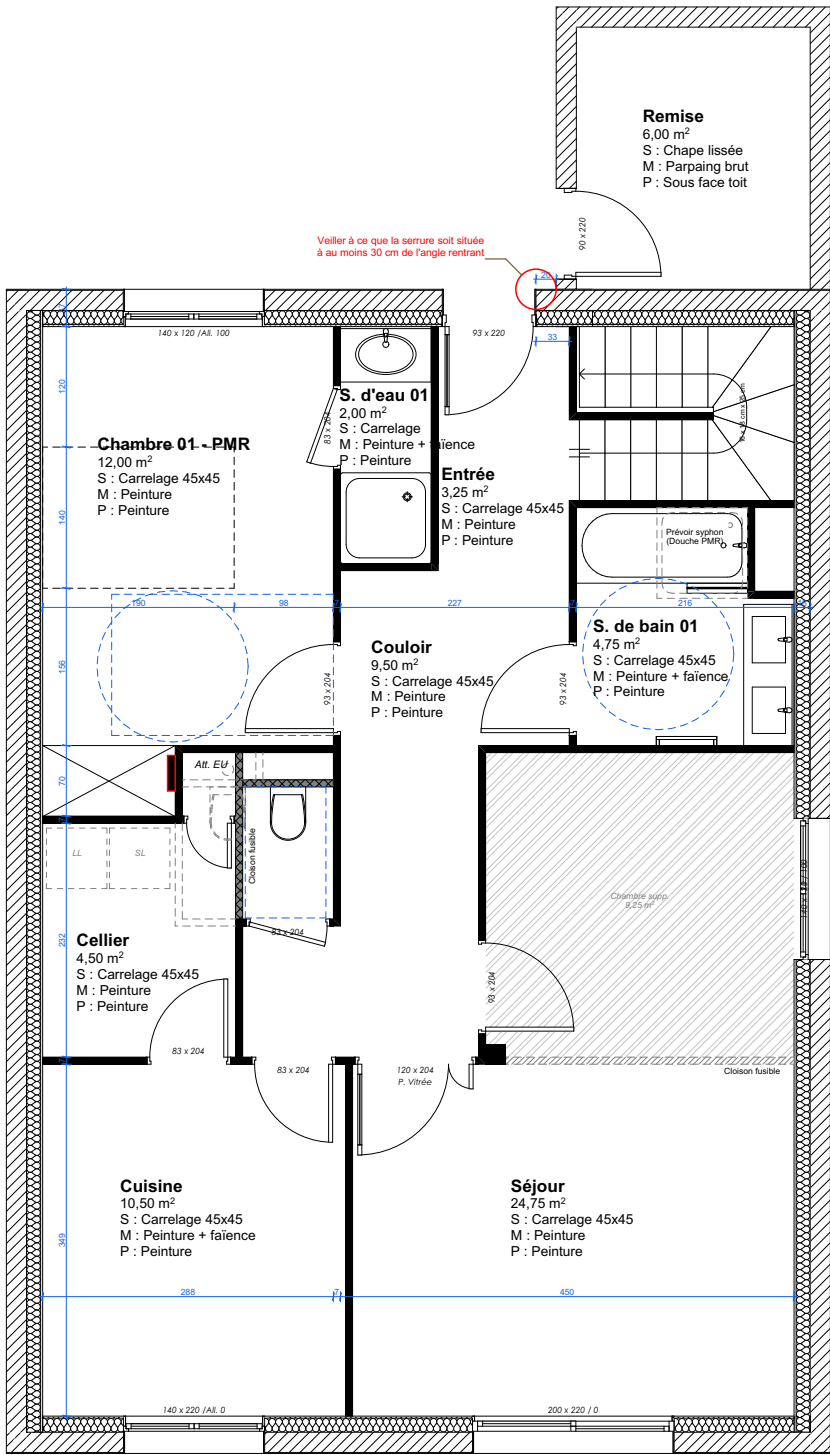 Remise
6,00 m²
S : Chape lissée
M : Parpaing brut
P : Sous face toit
90 x 220
Veiller à ce que la serrure soit située
à au moins 30 cm de l'angle rentrant
20
140 x 120 /All. 100
93 x 220
33
120
S. d'eau 01
2,00 m²
S : Carrelage
M : Peinture + faïence
P : Peinture
83 x 204
Chambre 01 - PMR
12,00 m²
S : Carrelage 45x45
M : Peinture
P : Peinture
Entrée
3,25 m²
S : Carrelage 45x45
M : Peinture
P : Peinture
140
Prévoir syphon
(Douche PMR)
190
98
7
227
7
216
S. de bain 01
4,75 m²
S : Carrelage 45x45
M : Peinture + faïence
P : Peinture
Couloir
9,50 m²
S : Carrelage 45x45
M : Peinture
P : Peinture
156
93 x 204
93 x 204
70
Att. EU
7
LL
SL
Cloison fusible
Chambre supp.
9,25 m²
140 x
/ 100
83 x 204
232
Cellier
4,50 m²
S : Carrelage 45x45
M : Peinture
P : Peinture
93 x 204
83 x 204
7
83 x 204
120 x 204
P. Vitrée
Cloison fusible
Cuisine
10,50 m²
S : Carrelage 45x45
M : Peinture + faïence
P : Peinture
Séjour
24,75 m²
S : Carrelage 45x45
M : Peinture
P : Peinture
349
288
7
450
140 x 220 /All. 0
200 x 220 / 0